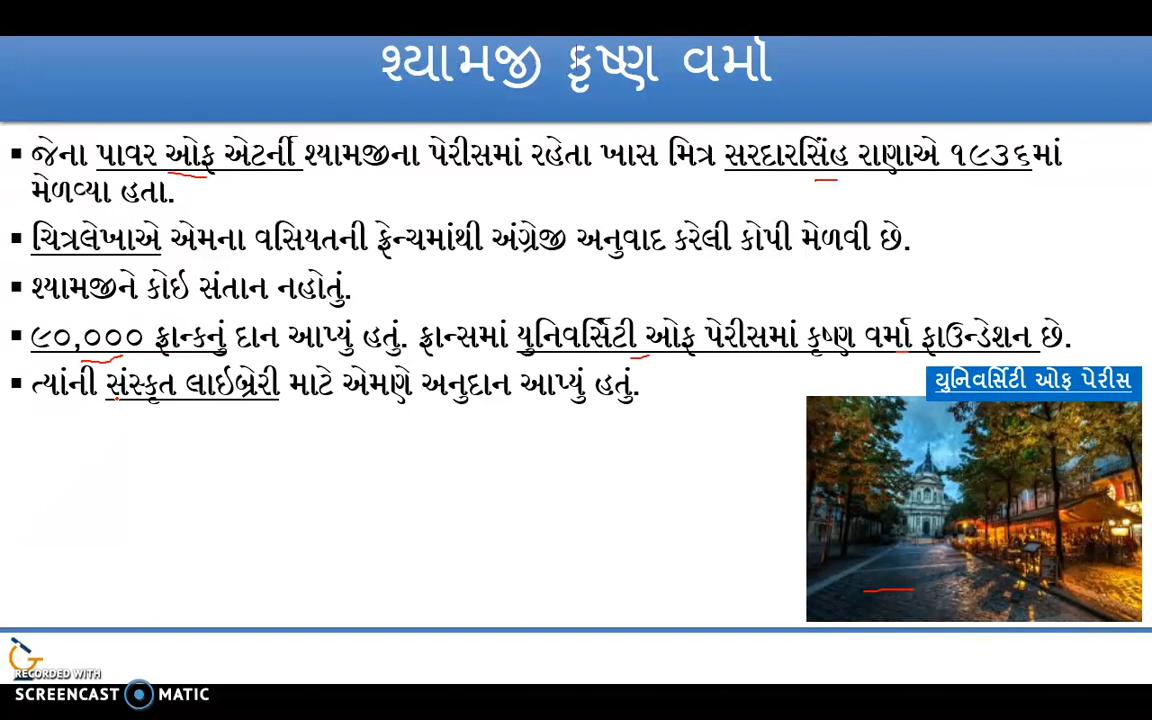 શ્યામજી કૃષ્ણ વર્મા
▪ જેના પાવર ઓફ એટર્ની શ્યામજીના પેરીસમાં રહેતા ખાસ મિત્ર સરદારસિંહ રાણાએ ૧૯૩૬માં
મેળવ્યા હતા.
▪ ચિત્રલેખાએ એમના વસિયતની ફ્રેન્ચમાંથી અંગ્રેજી અનુવાદ કરેલી કોપી મેળવી છે.
▪ શ્યામજીને કોઇ સંતાન નહોતું.
▪ ૯૦,૦૦૦ ફ્રાન્કનું દાન આપ્યું હતું. ફ્રાન્સમાં યુનિવર્સિટી ઓફ પેરીસમાં કૃષ્ણ વર્મા ફાઉન્ડેશન છે.
▪ ત્યાંની સંસ્કૃત લાઇબ્રેરી માટે એમણે અનુદાન આપ્યું હતું.
યુનિવર્સિટી ઓફ પેરીસ
RECORDED WITH
SCREENCAST MATIC